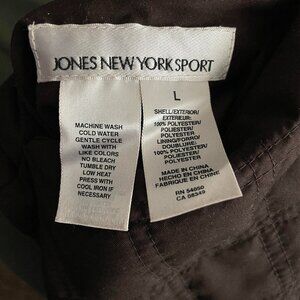 JONES NEW YORK SPORT
MACHINE WASH
COLD WATER
GENTLE CYCLE
WASH WITH
LIKE COLORS
NO BLEACH
TUMBLE DRY
LOW HEAT
PRESS WITH
COOL IRON IF
NECESSARY
L
SHELL/EXTERIOR/
EXTERIEUR:
100% POLYESTER/
POLIESTER/
POLYESTER
LINING/FORRO/
DOUBLURE:
100% POLYESTER/
POLIESTER/
POLYESTER
MADE IN CHINA
HECHO EN CHINA
FABRIQUE EN CHINE
RN 54050
CA 08349